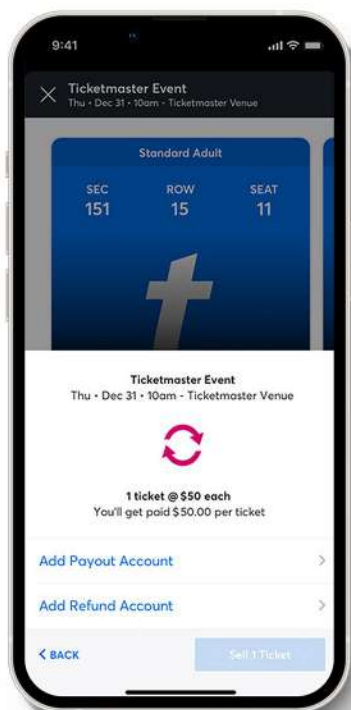 9:41
Ticketmaster Event
Thu • Dec 31 • 10am - Ticketmaster Venue
Standard Adult
SEC ROW SEAT
151 15 11
t
Ticketmaster Event
Thu • Dec 31 • 10am - Ticketmaster Venue
1 ticket @ $50 each
You'll get paid $50.00 per ticket
Add Payout Account
Add Refund Account
BACK Sell 1 Ticket